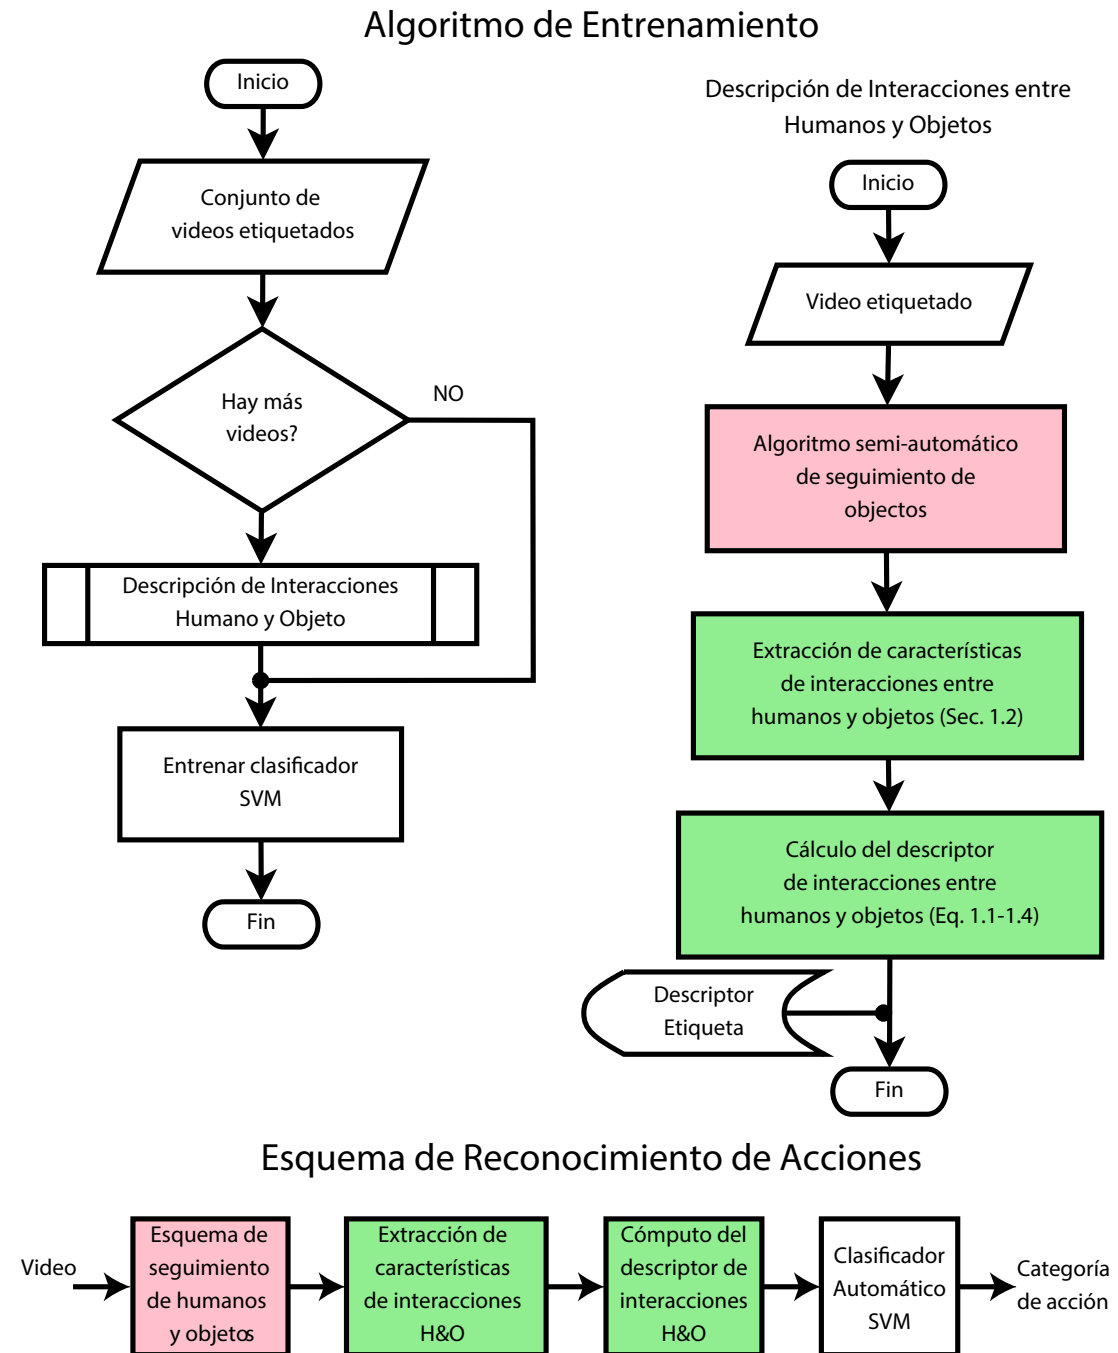 Algoritmo de Entrenamiento
Inicio
Conjunto de
videos etiquetados
Hay más
videos?
NO
Descripción de Interacciones
Humano y Objeto
Entrenar clasificador
SVM
Fin
Descripción de Interacciones entre
Humanos y Objetos
Inicio
Video etiquetado
Algoritmo semi-automático
de seguimiento de
objectos
Extracción de características
de interacciones entre
humanos y objetos (Sec. 1.2)
Cálculo del descriptor
de interacciones entre
humanos y objetos (Eq. 1.1-1.4)
Descriptor
Etiqueta
Fin
Esquema de Reconocimiento de Acciones
Video
Esquema de
seguimiento
de humanos
y objetos
Extracción de
características
de interacciones
H&O
Cómputo del
descriptor de
interacciones
H&O
Clasificador
Automático
SVM
Categoría
de acción